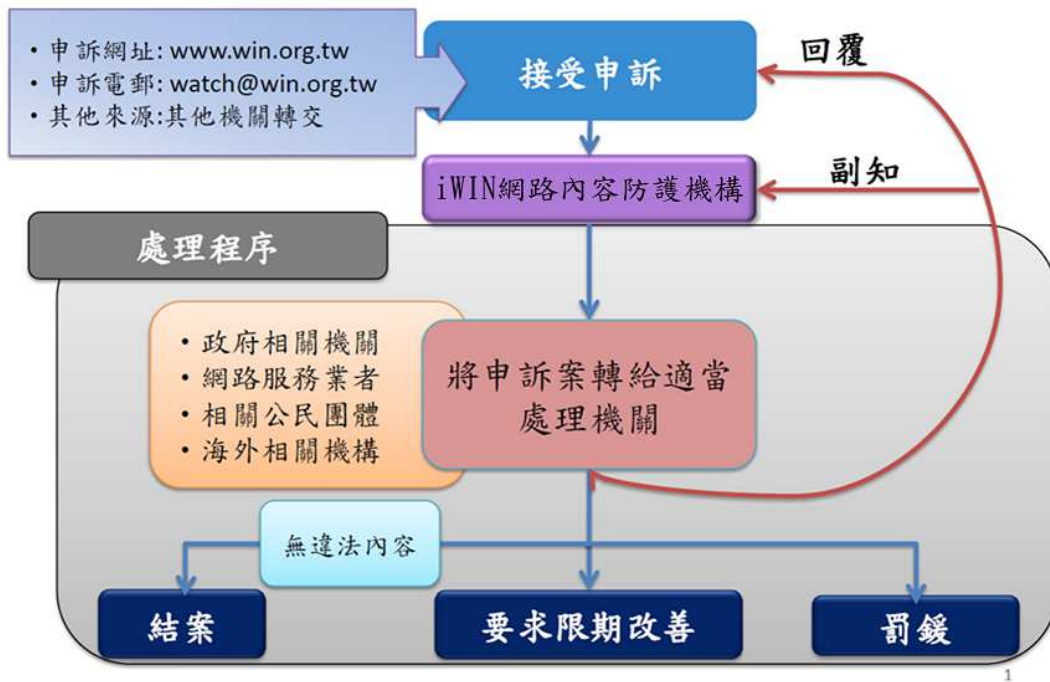 • 申訴網址: www.win.org.tw
• 申訴電郵: watch@win.org.tw
• 其他來源:其他機關轉交
接受申訴
回覆
iWIN網路內容防護機構
副知
處理程序
• 政府相關機關
• 網路服務業者
• 相關公民團體
• 海外相關機構
將申訴案轉給適當
處理機關
無違法內容
結案
要求限期改善
罰鍰
1